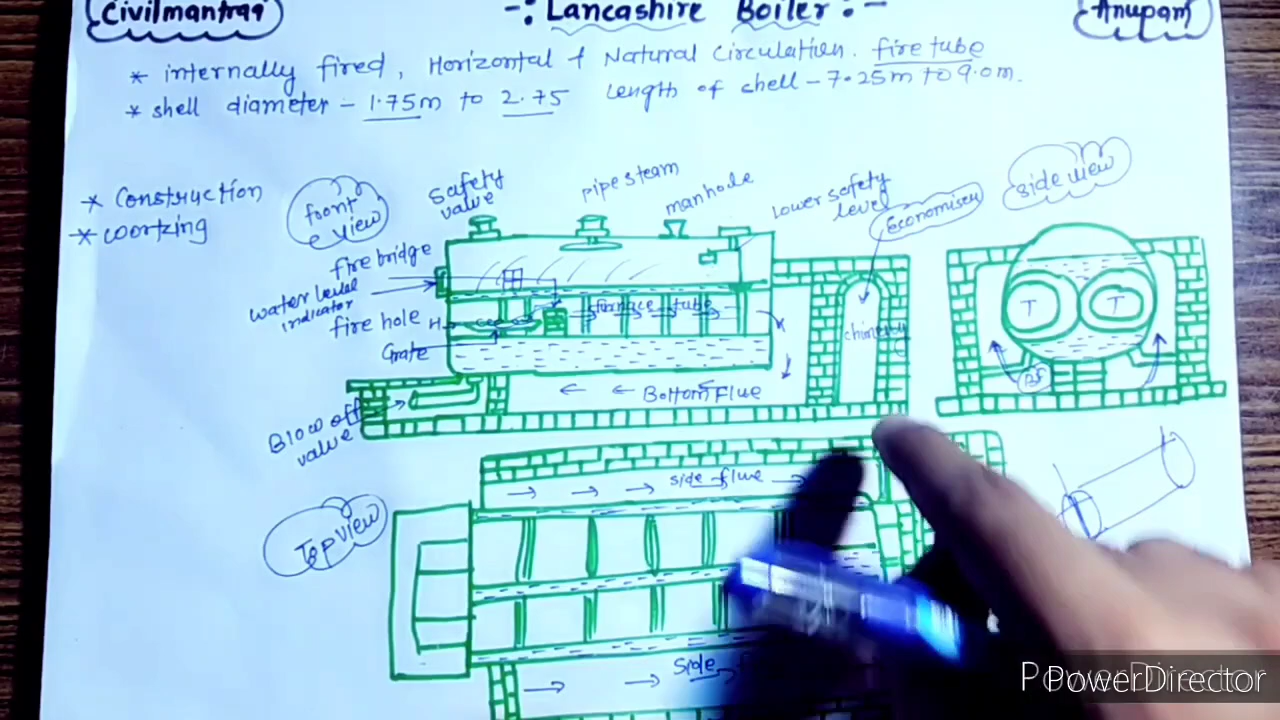 Civilmantraa
-: Lancashire Boiler :-
Anupam
* internally fired, Horizontal & Natural Circulation. fire tube
* shell diameter - 1.75m to 2.75 Length of shell - 7.25m to 9.0m.
* Construction
*working
front view
safety valve
pipe steam
manhole
Lower safety level
Economiser
side view
fire bridge
water level indicator
fire hole H
Grate
furnace tube
chimney
T T
Bottom Flue
BF
Blow off valve
side flue
Top view
Side
PowerDirector
PowerDirector